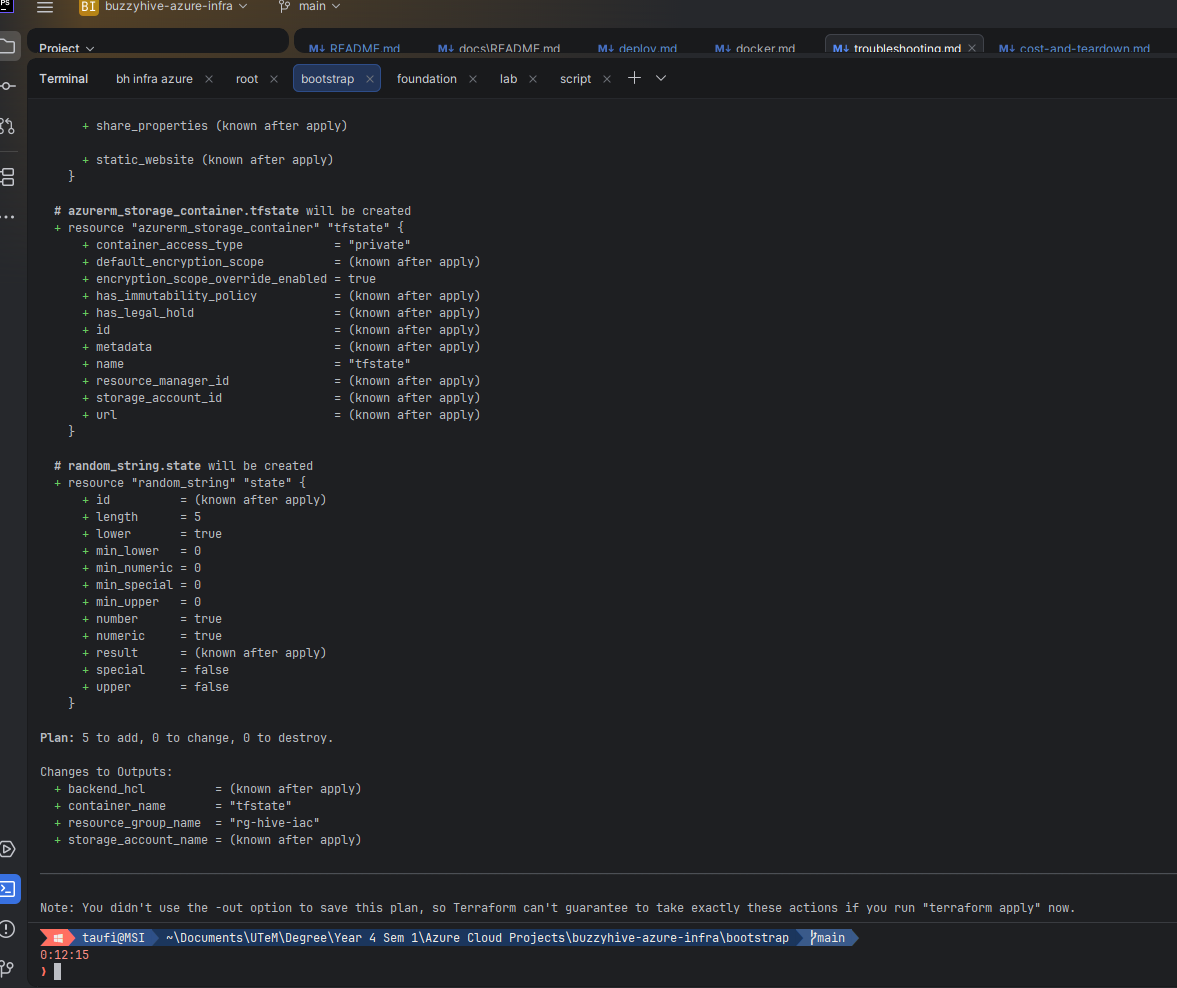 PS
BI buzzyhive-azure-infra main
Project
M↓ README.md M↓ docs\README.md M↓ deploy.md M↓ docker.md M↓ troubleshooting.md × M↓ cost-and-teardown.md
Terminal bh infra azure × root × bootstrap × foundation × lab × script × +
+ share_properties (known after apply)
+ static_website (known after apply)
}
# azurerm_storage_container.tfstate will be created
+ resource "azurerm_storage_container" "tfstate" {
+ container_access_type = "private"
+ default_encryption_scope = (known after apply)
+ encryption_scope_override_enabled = true
+ has_immutability_policy = (known after apply)
+ has_legal_hold = (known after apply)
+ id = (known after apply)
+ metadata = (known after apply)
+ name = "tfstate"
+ resource_manager_id = (known after apply)
+ storage_account_id = (known after apply)
+ url = (known after apply)
}
# random_string.state will be created
+ resource "random_string" "state" {
+ id = (known after apply)
+ length = 5
+ lower = true
+ min_lower = 0
+ min_numeric = 0
+ min_special = 0
+ min_upper = 0
+ number = true
+ numeric = true
+ result = (known after apply)
+ special = false
+ upper = false
}
Plan: 5 to add, 0 to change, 0 to destroy.
Changes to Outputs:
+ backend_hcl = (known after apply)
+ container_name = "tfstate"
+ resource_group_name = "rg-hive-iac"
+ storage_account_name = (known after apply)
Note: You didn't use the -out option to save this plan, so Terraform can't guarantee to take exactly these actions if you run "terraform apply" now.
taufi@MSI ~\Documents\UTeM\Degree\Year 4 Sem 1\Azure Cloud Projects\buzzyhive-azure-infra\bootstrap main
0:12:15
❯